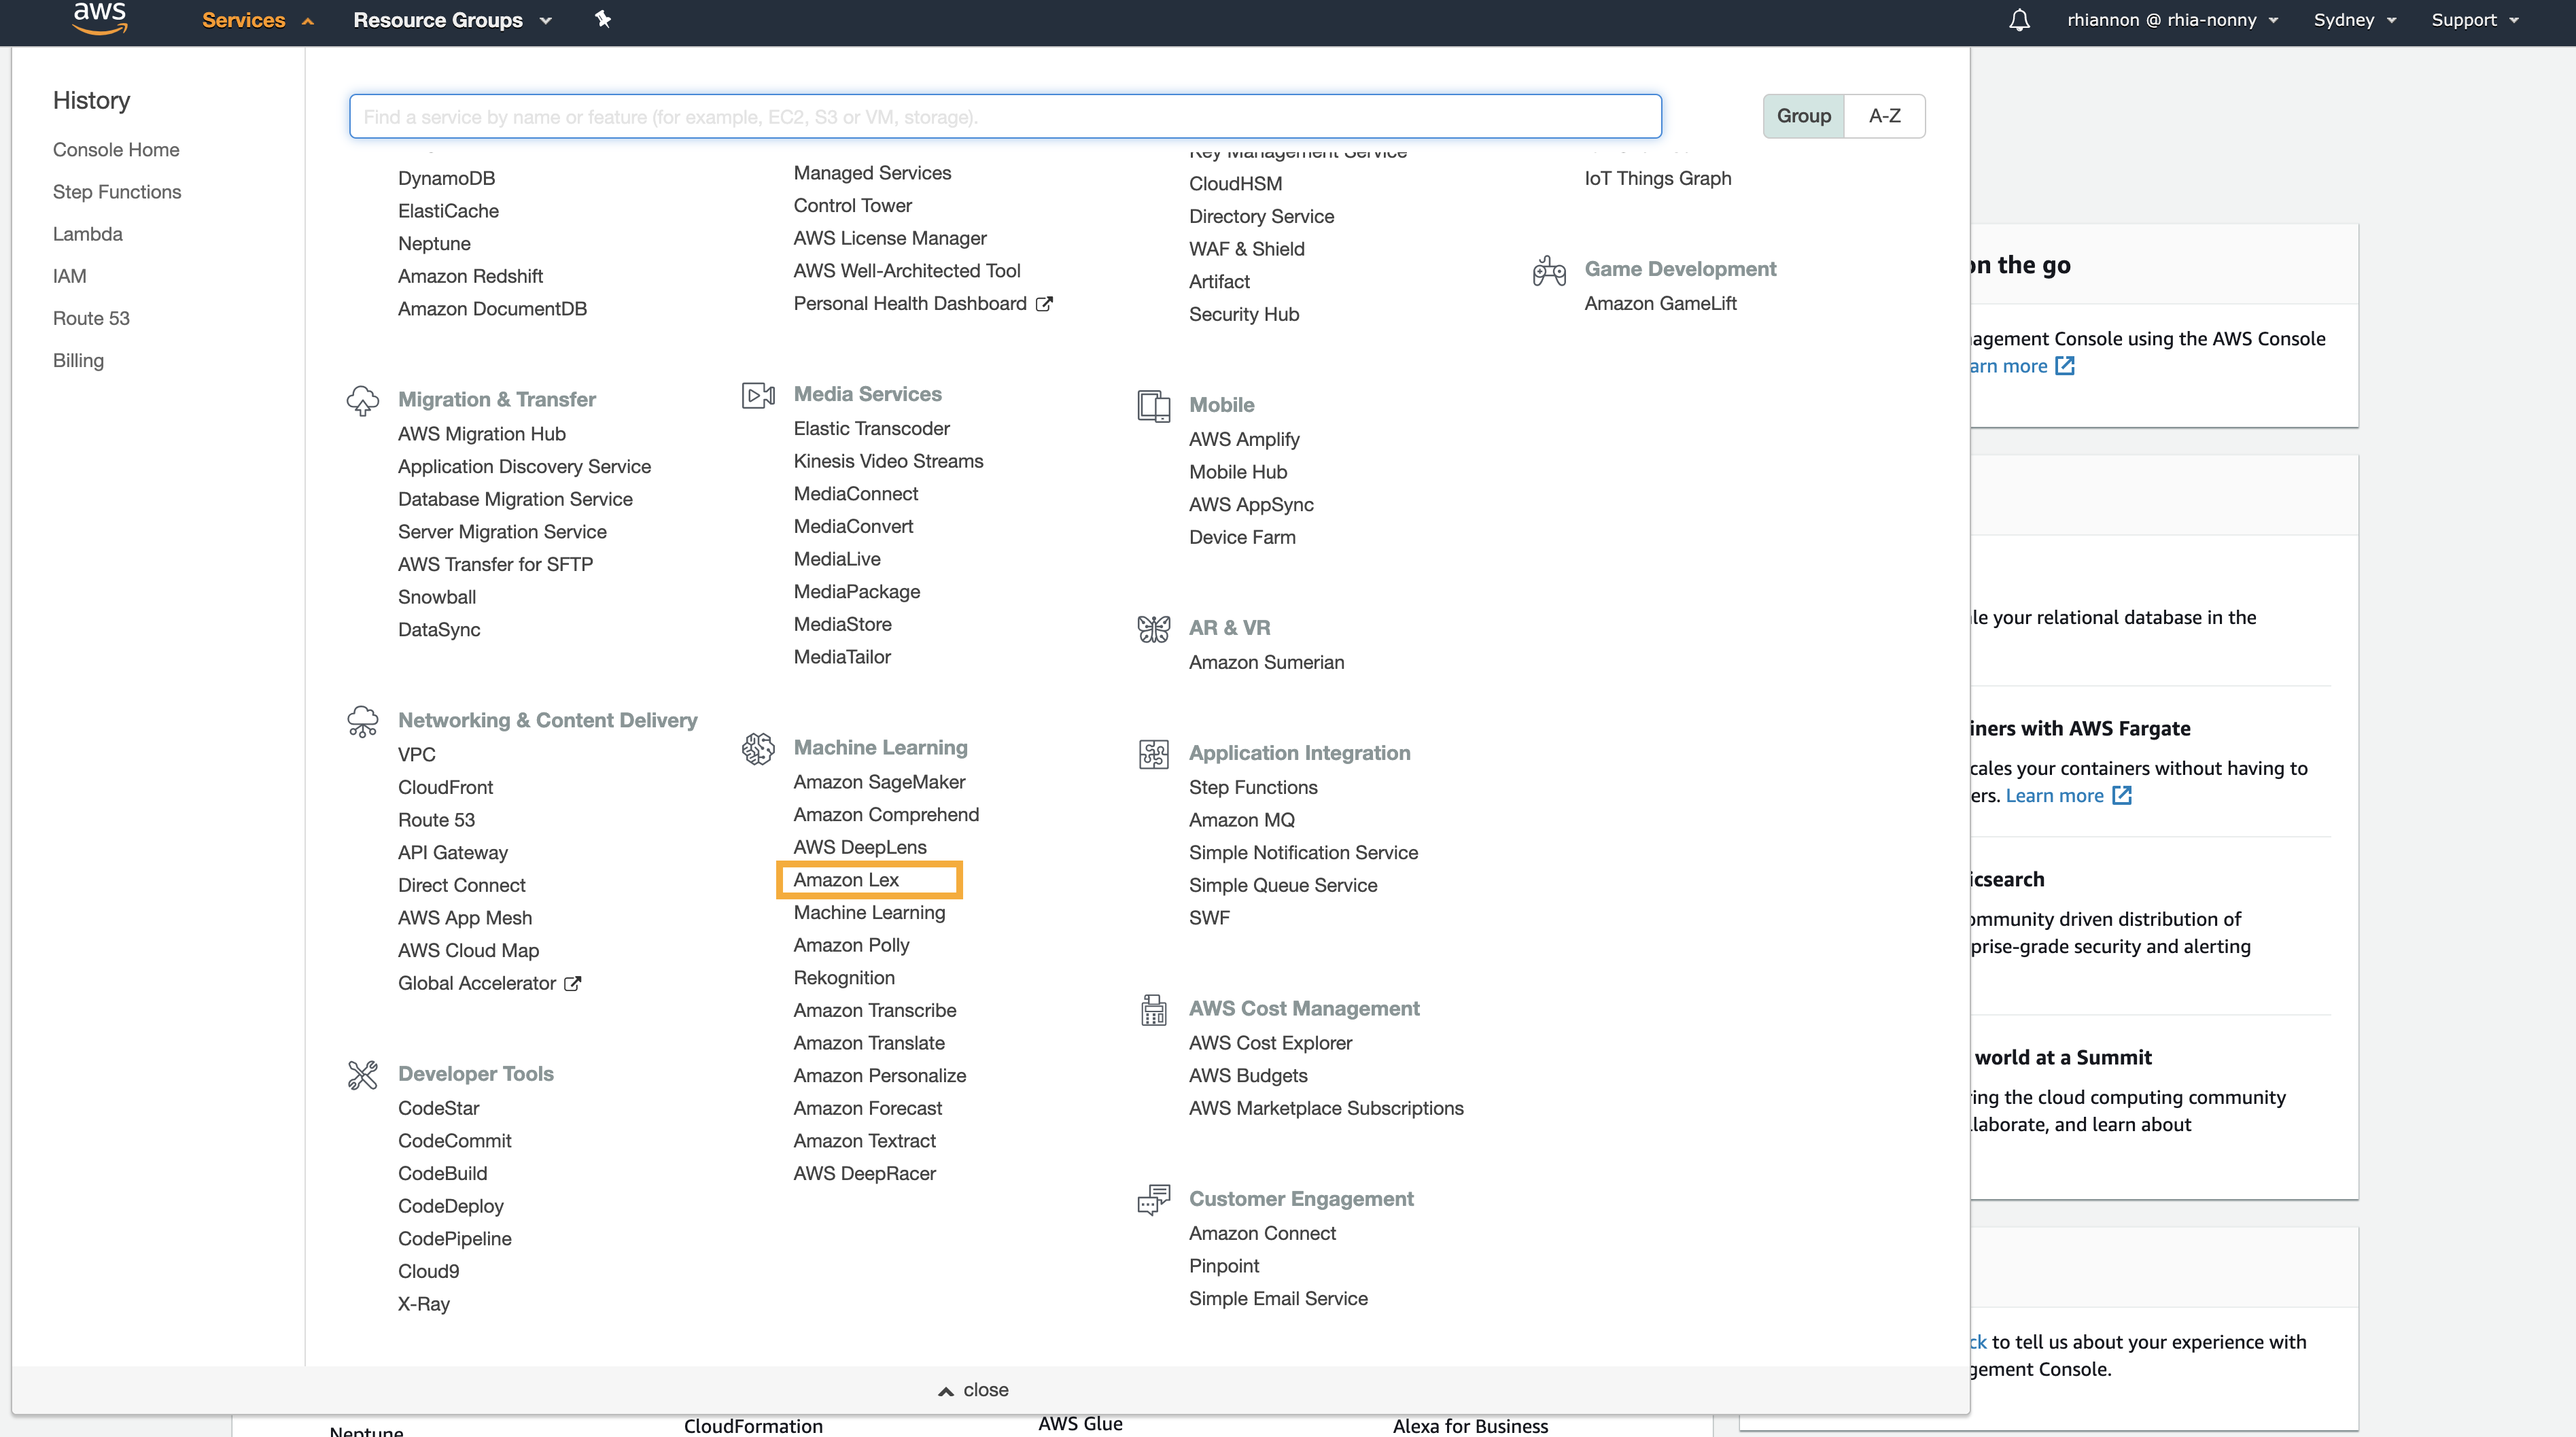 aws
Services
Resource Groups
rhiannon @ rhia-nonny
Sydney
Support
History
Console Home
Step Functions
Lambda
IAM
Route 53
Billing
Find a service by name or feature (for example, EC2, S3 or VM, storage).
Group
A-Z
DynamoDB
ElastiCache
Neptune
Amazon Redshift
Amazon DocumentDB
Migration & Transfer
AWS Migration Hub
Application Discovery Service
Database Migration Service
Server Migration Service
AWS Transfer for SFTP
Snowball
DataSync
Networking & Content Delivery
VPC
CloudFront
Route 53
API Gateway
Direct Connect
AWS App Mesh
AWS Cloud Map
Global Accelerator
Developer Tools
CodeStar
CodeCommit
CodeBuild
CodeDeploy
CodePipeline
Cloud9
X-Ray
Managed Services
Control Tower
AWS License Manager
AWS Well-Architected Tool
Personal Health Dashboard
Media Services
Elastic Transcoder
Kinesis Video Streams
MediaConnect
MediaConvert
MediaLive
MediaPackage
MediaStore
MediaTailor
Machine Learning
Amazon SageMaker
Amazon Comprehend
AWS DeepLens
Amazon Lex
Machine Learning
Amazon Polly
Rekognition
Amazon Transcribe
Amazon Translate
Amazon Personalize
Amazon Forecast
Amazon Textract
AWS DeepRacer
Key Management Service
CloudHSM
Directory Service
WAF & Shield
Artifact
Security Hub
Mobile
AWS Amplify
Mobile Hub
AWS AppSync
Device Farm
AR & VR
Amazon Sumerian
Application Integration
Step Functions
Amazon MQ
Simple Notification Service
Simple Queue Service
SWF
AWS Cost Management
AWS Cost Explorer
AWS Budgets
AWS Marketplace Subscriptions
Customer Engagement
Amazon Connect
Pinpoint
Simple Email Service
IoT Things Graph
Game Development
Amazon GameLift
close
on the go
agement Console using the AWS Console
arn more
le your relational database in the
iners with AWS Fargate
cales your containers without having to
ers. Learn more
icsearch
ommunity driven distribution of
prise-grade security and alerting
world at a Summit
ring the cloud computing community
llaborate, and learn about
ck to tell us about your experience with
gement Console.
Neptune
CloudFormation
AWS Glue
Alexa for Business